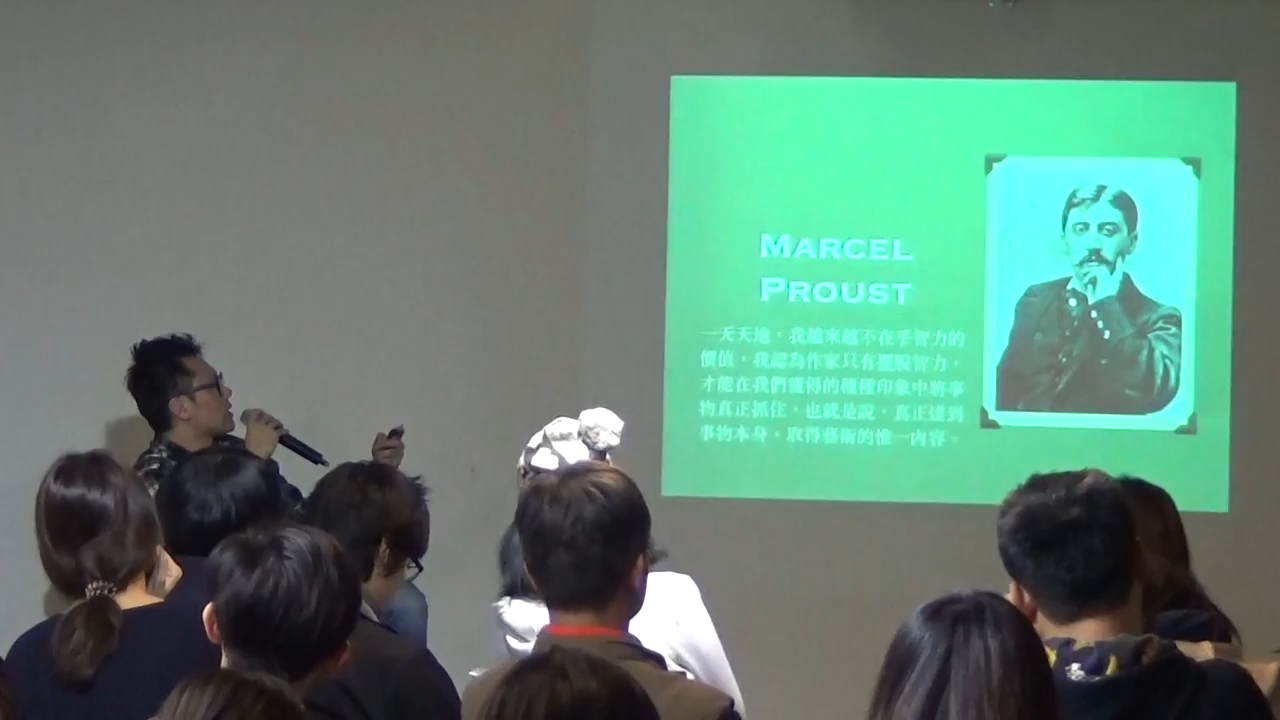 MARCEL
PROUST
一天天地，我越來越不在乎智力的
價值，我認為作家只有擺脫智力，
才能在我們獲得的種種印象中將事
物真正抓住，也就是說，真正達到
事物本身，取得藝術的惟一內容。